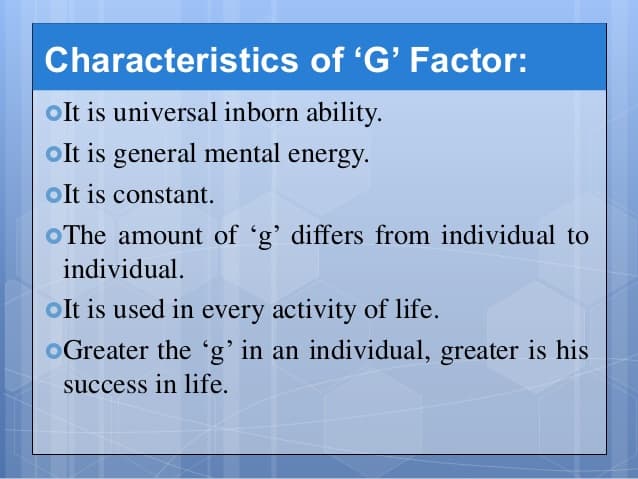 Characteristics of ‘G’ Factor:
It is universal inborn ability.
It is general mental energy.
It is constant.
The amount of ‘g’ differs from individual to
individual.
It is used in every activity of life.
Greater the ‘g’ in an individual, greater is his
success in life.